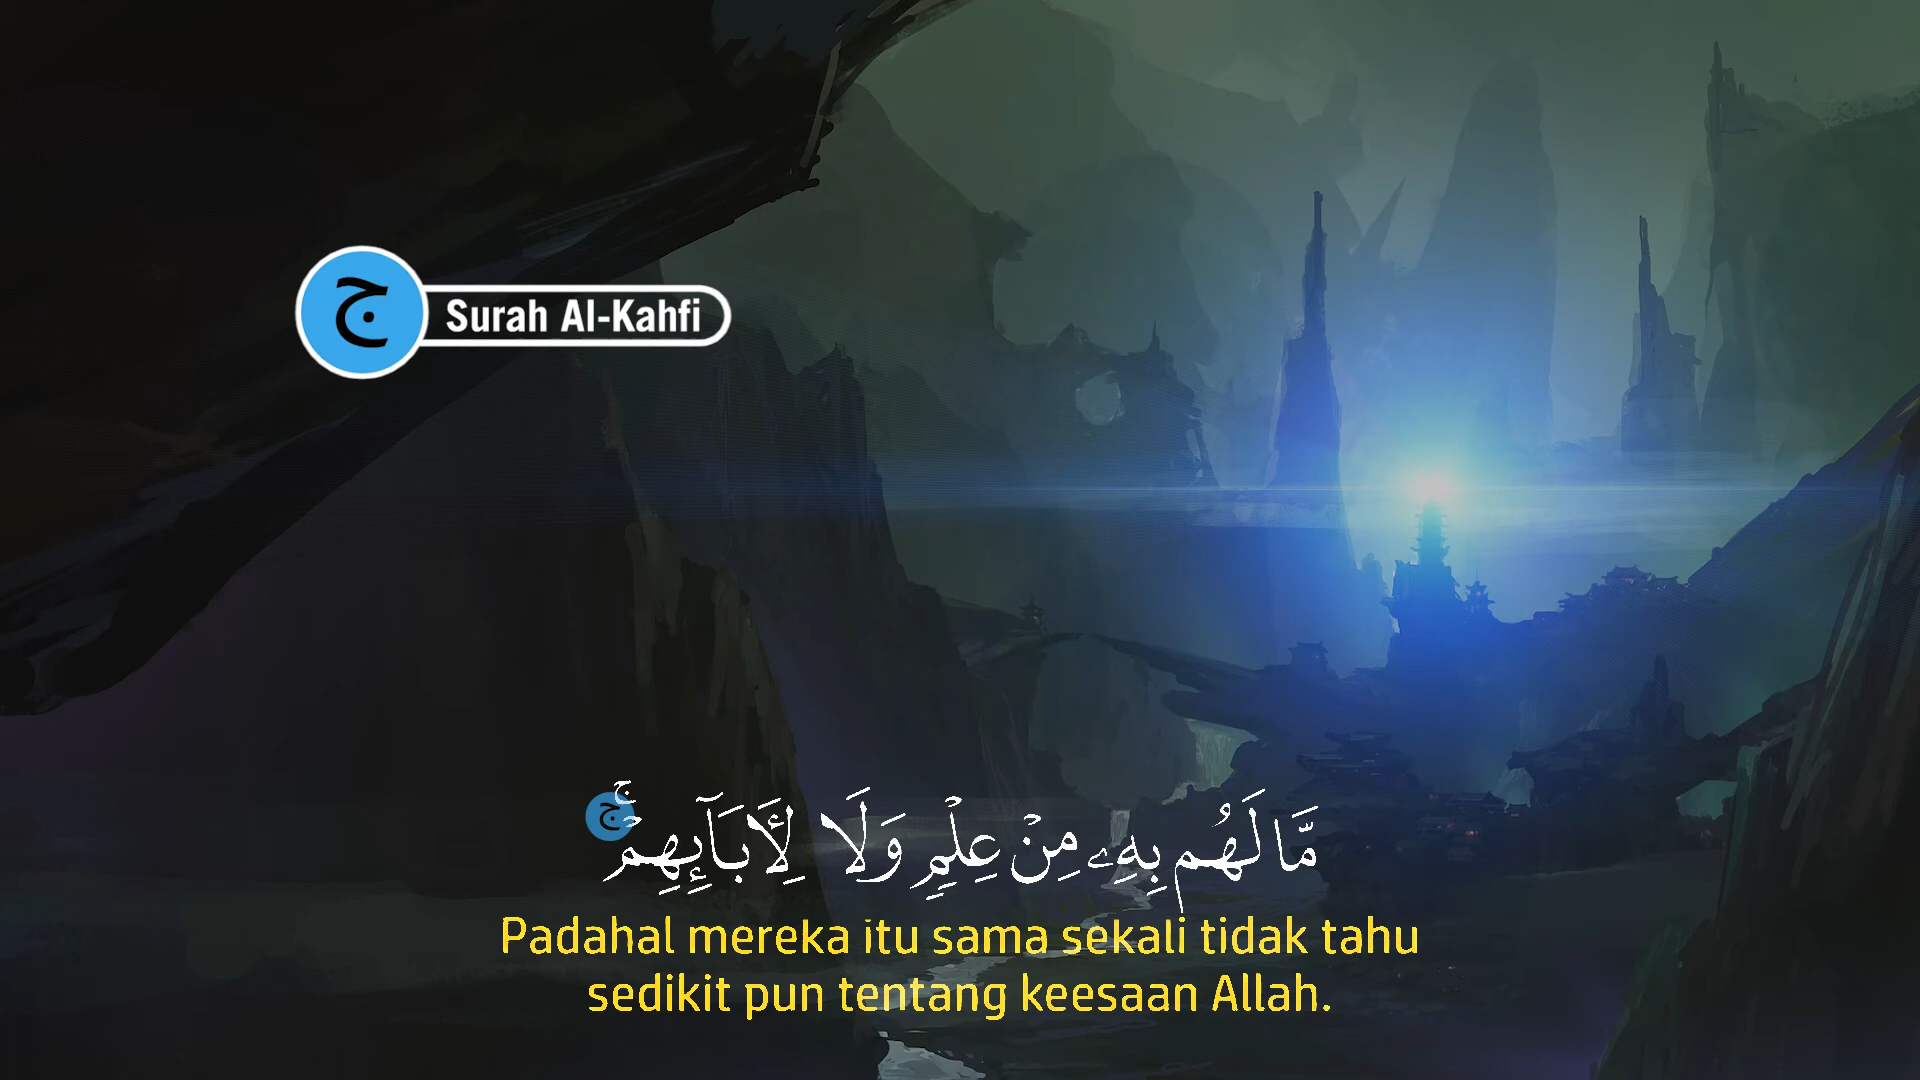 ج
Surah Al-Kahfi
مَّا لَهُم بِهِۦ مِنْ عِلْمٍ وَلَا لِأَبَآئِهِمْ ۚ
ج
Padahal mereka itu sama sekali tidak tahu
sedikit pun tentang keesaan Allah.